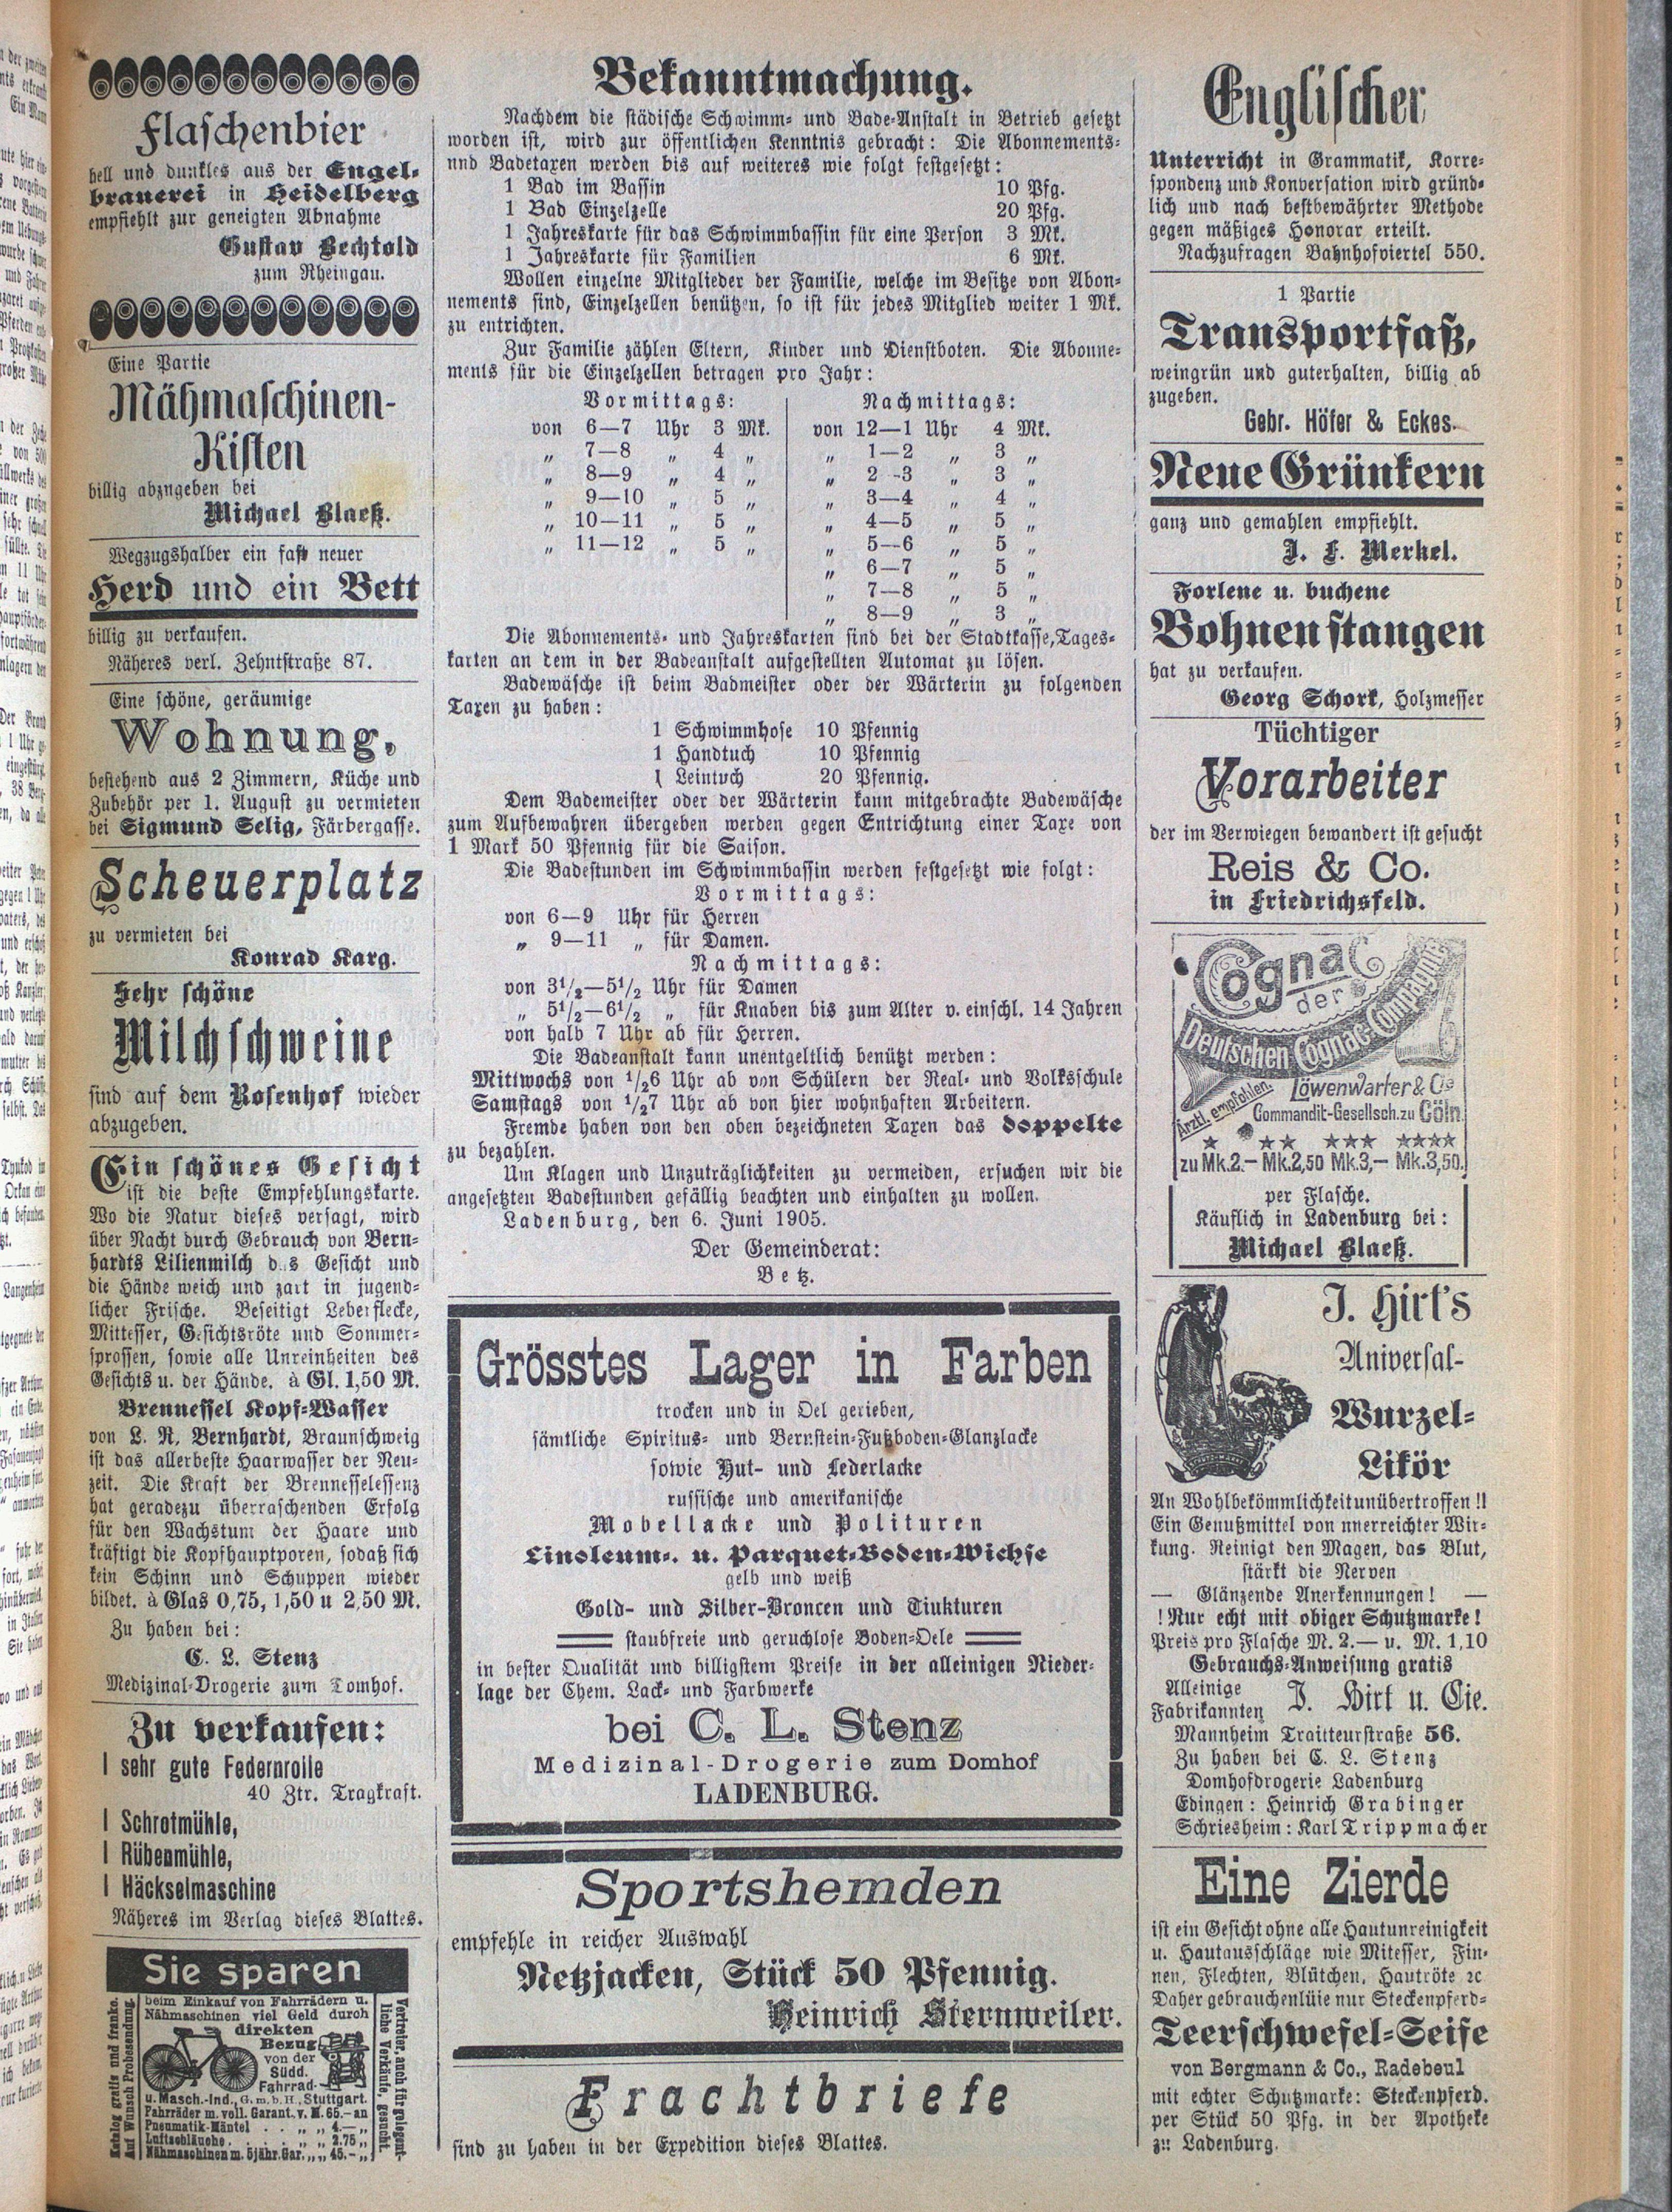 Flaſchenbier
hell und dunkles aus der Engel-
brauerei in Heidelberg
empfiehlt zur geneigten Abnahme
Guſtav Bechtold
zum Rheingau.
Eine Partie
Mähmaſchinen-
Kiſten
billig abzugeben bei
Michael Blaeß.
Wegzugshalber ein faſt neuer
Herd und ein Bett
billig zu verkaufen.
Näheres verl. Zehntſtraße 87.
Eine ſchöne, geräumige
Wohnung,
beſtehend aus 2 Zimmern, Küche und
Zubehör per 1. Auguſt zu vermieten
bei Sigmund Selig, Färbergaſſe.
Scheuerplatz
zu vermieten bei
Konrad Karg.
Sehr ſchöne
Milchſchweine
ſind auf dem Roſenhof wieder
abzugeben.
Ein ſchönes Geſicht
iſt die beſte Empfehlungskarte.
Wo die Natur dieſes verſagt, wird
über Nacht durch Gebrauch von Bern-
hardts Lilienmilch d.s Geſicht und
die Hände weich und zart in jugend-
licher Friſche. Beſeitigt Leberflecke,
Miteſſer, Geſichtsröte und Sommer-
ſproſſen, ſowie alle Unreinheiten des
Geſichts u. der Hände. à Gl. 1,50 M.
Brenneſſel Kopf-Waſſer
von L. N. Bernhardt, Braunſchweig
iſt das allerbeſte Haarwaſſer der Neu-
zeit. Die Kraft der Brenneſſeleſſenz
hat geradezu überraſchenden Erfolg
für den Wachstum der Haare und
kräftigt die Kopfhauptporen, ſodaß ſich
kein Schinn und Schuppen wieder
bildet. à Glas 0,75, 1,50 u 2,50 M.
Zu haben bei:
C. L. Stenz
Medizinal-Drogerie zum Tomhof.
Zu verkaufen:
1 sehr gute Federnrolle
40 Ztr. Tragkraft.
1 Schrotmühle,
1 Rübenmühle,
1 Häckselmaschine
Näheres im Verlag dieſes Blattes.
Sie sparen
Katalog gratis und franko.
Auf Wunsch Probesendung.
beim Einkauf von Fahrrädern u.
Nähmaschinen viel Geld durch
direkten
Bezug
von der
Südd.
Fahrrad-
u. Masch.-Ind., G. m. b. H., Stuttgart.
Fahrräder m. voll. Garant. v. M. 65.- an
Pneumatik-Mäntel . . „ „ 4.— „
Luftschläuche . . . „ „ 2.75 „
Nähmaschinen m. 5jähr. Gar. „ „ 45.- „
Vertreter, auch für gelegent-
liche Verkäufe, gesucht.
Bekanntmachung.
Nachdem die ſtädiſche Schwimm- und Bade-Anſtalt in Betrieb geſetzt
worden iſt, wird zur öffentlichen Kenntnis gebracht: Die Abonnements-
und Badetaxen werden bis auf weiteres wie folgt feſtgeſetzt:
1 Bad im Baſſin 10 Pfg.
1 Bad Einzelzelle 20 Pfg.
1 Jahreskarte für das Schwimmbaſſin für eine Perſon 3 Mk.
1 Jahreskarte für Familien 6 Mk.
Wollen einzelne Mitglieder der Familie, welche im Beſitze von Abon-
nements ſind, Einzelzellen benützen, ſo iſt für jedes Mitglied weiter 1 Mk.
zu entrichten.
Zur Familie zählen Eltern, Kinder und Dienſtboten. Die Abonne-
ments für die Einzelzellen betragen pro Jahr:
Vormittags: Nachmittags:
von 6—7 Uhr 3 Mk. von 12—1 Uhr 4 Mk.
„ 7—8 „ 4 „ „ 1—2 „ 3 „
„ 8—9 „ 4 „ „ 2-3 „ 3 „
„ 9—10 „ 5 „ „ 3—4 „ 4 „
„ 10—11 „ 5 „ „ 4—5 „ 5 „
„ 11—12 „ 5 „ „ 5—6 „ 5 „
„ 6—7 „ 5 „
„ 7—8 „ 5 „
„ 8—9 „ 3 „
Die Abonnements- und Jahreskarten ſind bei der Stadtkaſſe, Tages-
karten an dem in der Badeanſtalt aufgeſtellten Automat zu löſen.
Badewäſche iſt beim Badmeiſter oder der Wärterin zu folgenden
Taxen zu haben:
1 Schwimmhoſe 10 Pfennig
1 Handtuch 10 Pfennig
1 Leintuch 20 Pfennig.
Dem Bademeiſter oder der Wärterin kann mitgebrachte Badewäſche
zum Aufbewahren übergeben werden gegen Entrichtung einer Taxe von
1 Mark 50 Pfennig für die Saiſon.
Die Badeſtunden im Schwimmbaſſin werden feſtgeſetzt wie folgt:
Vormittags:
von 6—9 Uhr für Herren
„ 9—11 „ für Damen.
Nachmittags:
von 3½—5½ Uhr für Damen
„ 5½—6½ „ für Knaben bis zum Alter v. einſchl. 14 Jahren
von halb 7 Uhr ab für Herren.
Die Badeanſtalt kann unentgeltlich benützt werden:
Mittwochs von ½6 Uhr ab von Schülern der Real- und Volksſchule
Samſtags von ½7 Uhr ab von hier wohnhaften Arbeitern.
Fremde haben von den oben bezeichneten Taxen das doppelte
zu bezahlen.
Um Klagen und Unzuträglichkeiten zu vermeiden, erſuchen wir die
angeſetzten Badeſtunden gefällig beachten und einhalten zu wollen.
Ladenburg, den 6. Juni 1905.
Der Gemeinderat:
Betz.
Grösstes Lager in Farben
trocken und in Oel gerieben,
ſämtliche Spiritus- und Bernſtein-Fußboden-Glanzlacke
ſowie Hut- und Lederlacke
ruſſiſche und amerikaniſche
Mobellacke und Polituren
Linoleum-. u. Parquet-Boden-Wichſe
gelb und weiß
Gold- und Silber-Broncen und Tinkturen
ſtaubfreie und geruchloſe Boden-Oele
in beſter Qualität und billigſtem Preiſe in der alleinigen Nieder-
lage der Chem. Lack- und Farbwerke
bei C. L. Stenz
Medizinal-Drogerie zum Domhof
LADENBURG.
Sportshemden
empfehle in reicher Auswahl
Netzjacken, Stück 50 Pfennig.
Heinrich Sternweiler.
Frachtbriefe
ſind zu haben in der Expedition dieſes Blattes.
Engliſcher
Unterricht in Grammatik, Korre-
ſpondenz und Konverſation wird gründ-
lich und nach beſtbewährter Methode
gegen mäßiges Honorar erteilt.
Nachzufragen Bahnhofviertel 550.
1 Partie
Transportfaß,
weingrün und guterhalten, billig ab
zugeben.
Gebr. Höfer & Eckes.
Neue Grünkern
ganz und gemahlen empfiehlt.
J. F. Merkel.
Forlene u. buchene
Bohnenſtangen
hat zu verkaufen.
Georg Schork, Holzmeſſer
Tüchtiger
Vorarbeiter
der im Verwiegen bewandert iſt geſucht
Reis & Co.
in Friedrichsfeld.
Cognac
der
Deutschen Cognac-Compagnie
Ärztl. empfohlen.
Löwenwarter & Cie
Commandit-Gesellsch. zu Cöln
★ ★★ ★★★ ★★★★
zu Mk. 2.- Mk. 2,50 Mk. 3,- Mk. 3,50.
per Flaſche.
Käuflich in Ladenburg bei:
Michael Blaeß.
J. Hirt's
Univerſal-
Wurzel-
Likör
An Wohlbekömmlichkeit unübertroffen!!
Ein Genußmittel von nnerreichter Wir-
kung. Reinigt den Magen, das Blut,
ſtärkt die Nerven
— Glänzende Anerkennungen! —
! Nur echt mit obiger Schutzmarke!
Preis pro Flaſche M. 2.— u. M. 1,10
Gebrauchs-Anweiſung gratis
Alleinige
Fabrikannten J. Hirt u. Cie.
Mannheim Traitteurſtraße 56.
Zu haben bei C. L. Stenz
Domhofdrogerie Ladenburg
Edingen: Heinrich Grabinger
Schriesheim: Karl Trippmacher
Eine Zierde
iſt ein Geſicht ohne alle Hautunreinigkeit
u. Hautausſchläge wie Miteſſer, Fin-
nen, Flechten, Blütchen, Hautröte ꝛc
Daher gebrauchen nur Steckenpferd-
Teerſchwefel-Seife
von Bergmann & Co., Radebeul
mit echter Schutzmarke: Steckenpferd.
per Stück 50 Pfg. in der Apotheke
zu Ladenburg.